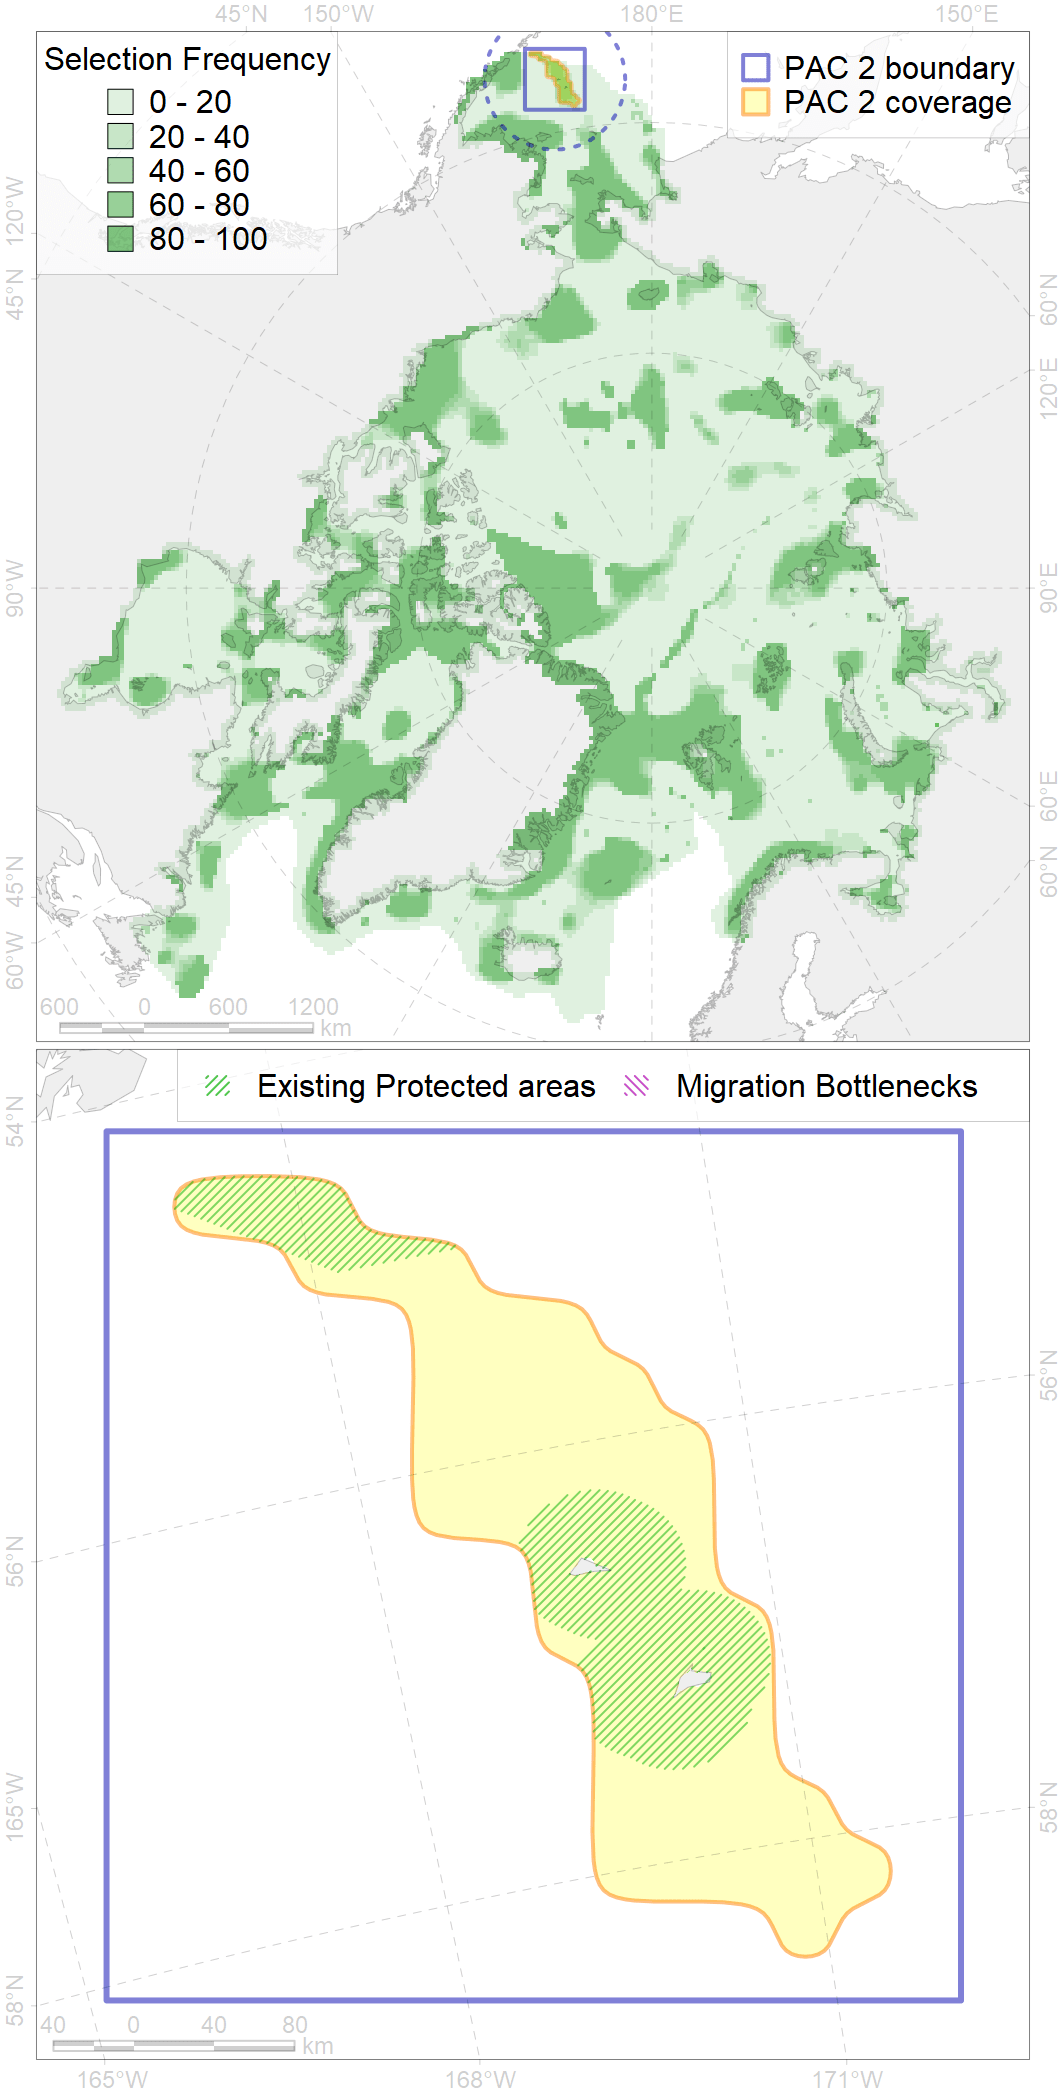 45°N 150°W 180°E 150°E
Selection Frequency
0 - 20
20 - 40
40 - 60
60 - 80
80 - 100
PAC 2 boundary
PAC 2 coverage
120°W
45°N
90°W
45°N
60°W
60°N
120°E
90°E
60°E
60°N
600 0 600 1200
km
Existing Protected areas Migration Bottlenecks
54°N
56°N
165°W
58°N
56°N
58°N
40 0 40 80
km
165°W 168°W 171°W